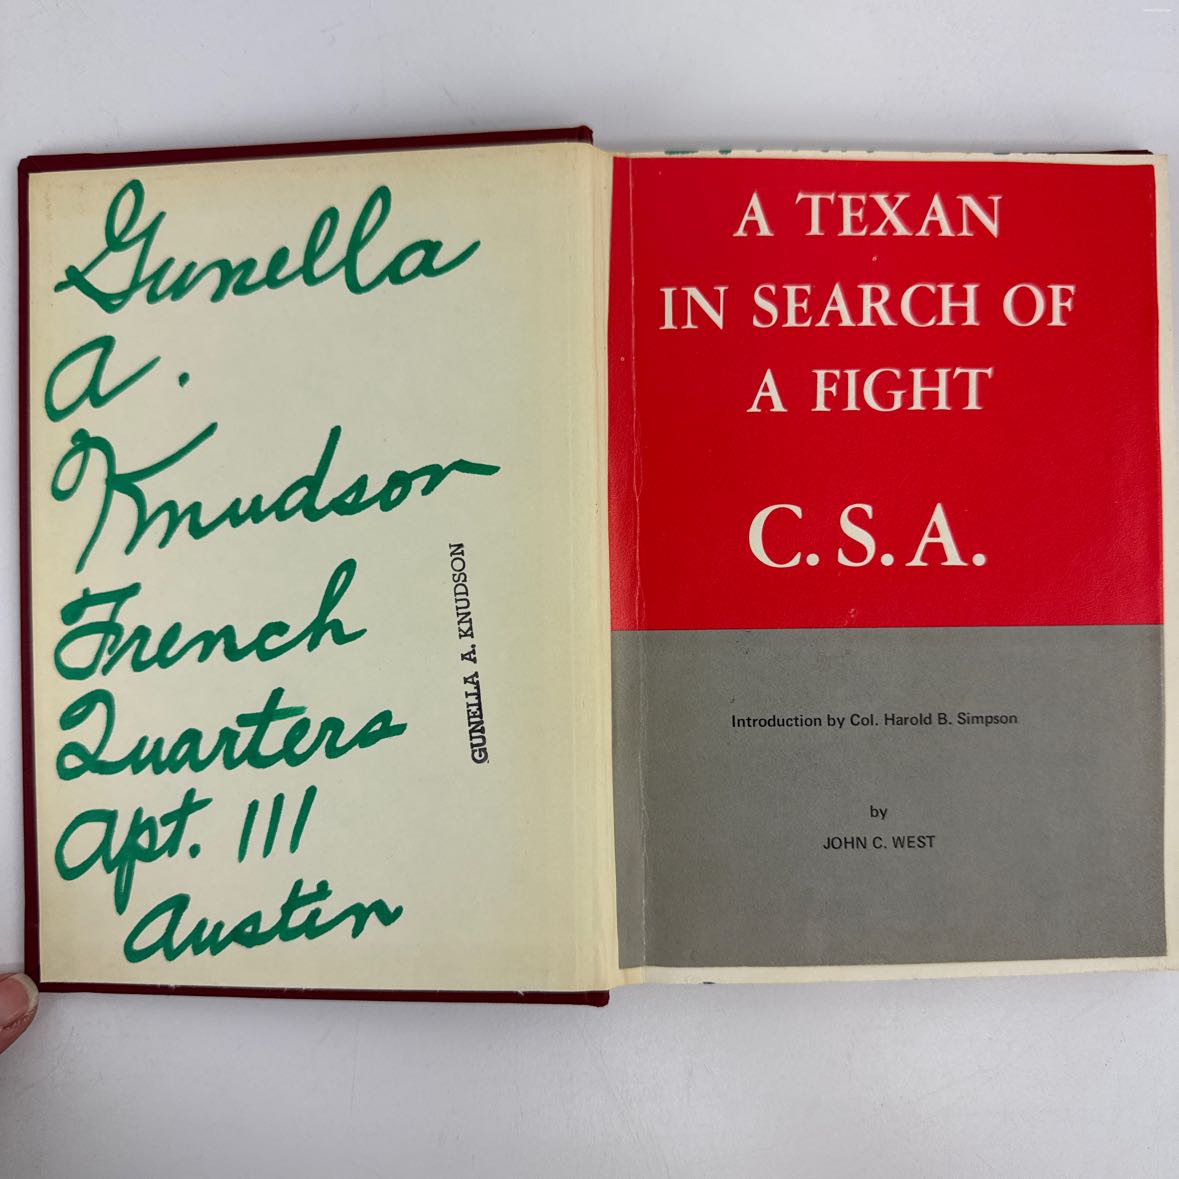 Gunella
A.
Knudson
French
Quarters
Apt. 111
Austin
GUNELLA A. KNUDSON
A TEXAN
IN SEARCH OF
A FIGHT
C. S. A.
Introduction by Col. Harold B. Simpson
by
JOHN C. WEST